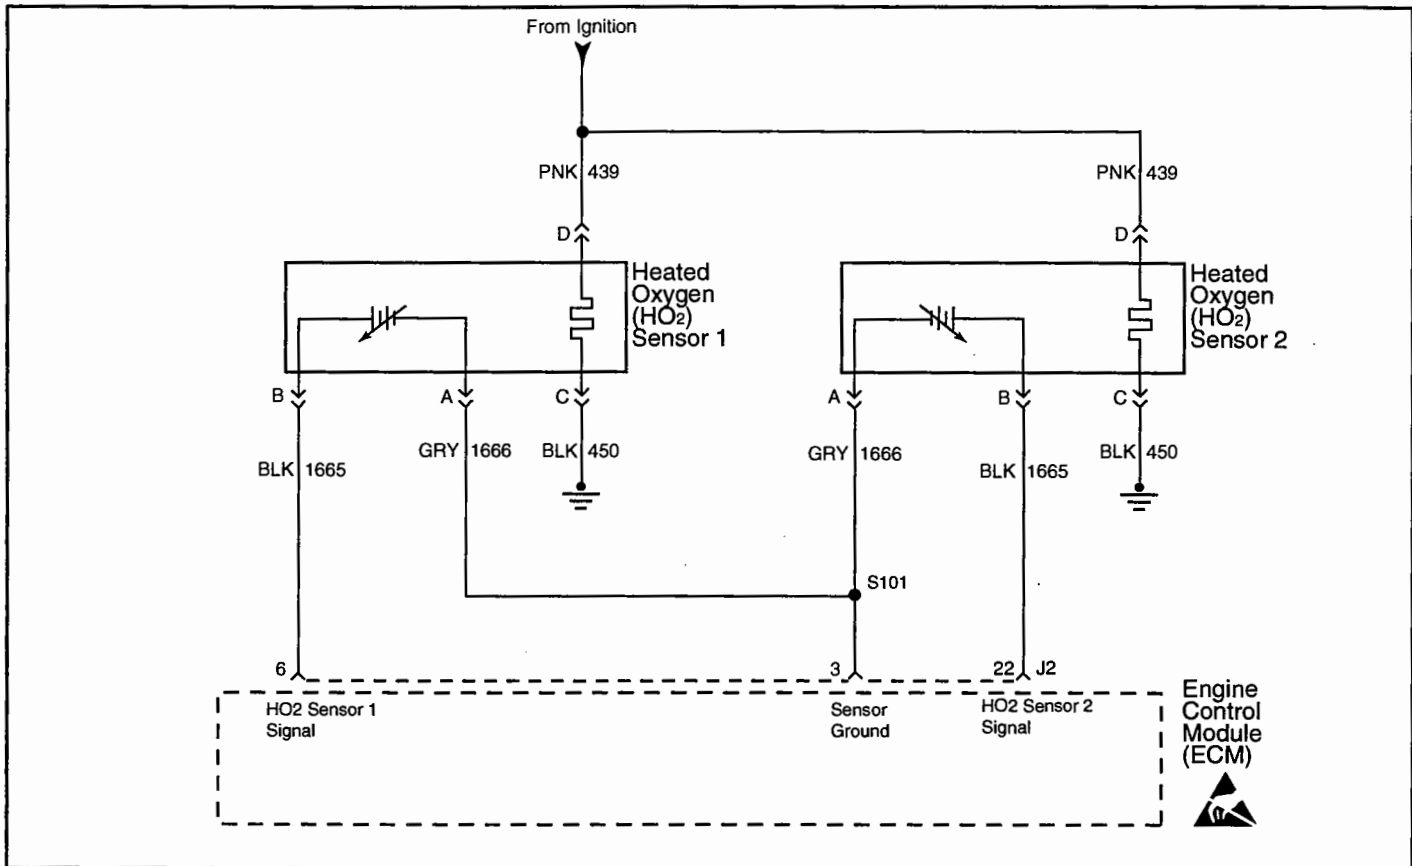 From Ignition
PNK 439
PNK 439
D
D
Heated
Oxygen
(HO2)
Sensor 1
Heated
Oxygen
(HO2)
Sensor 2
B
A
C
A
B
C
BLK 1665
GRY 1666
BLK 450
GRY 1666
BLK 1665
BLK 450
S101
6
3
22 J2
HO2 Sensor 1
Signal
Sensor
Ground
HO2 Sensor 2
Signal
Engine
Control
Module
(ECM)